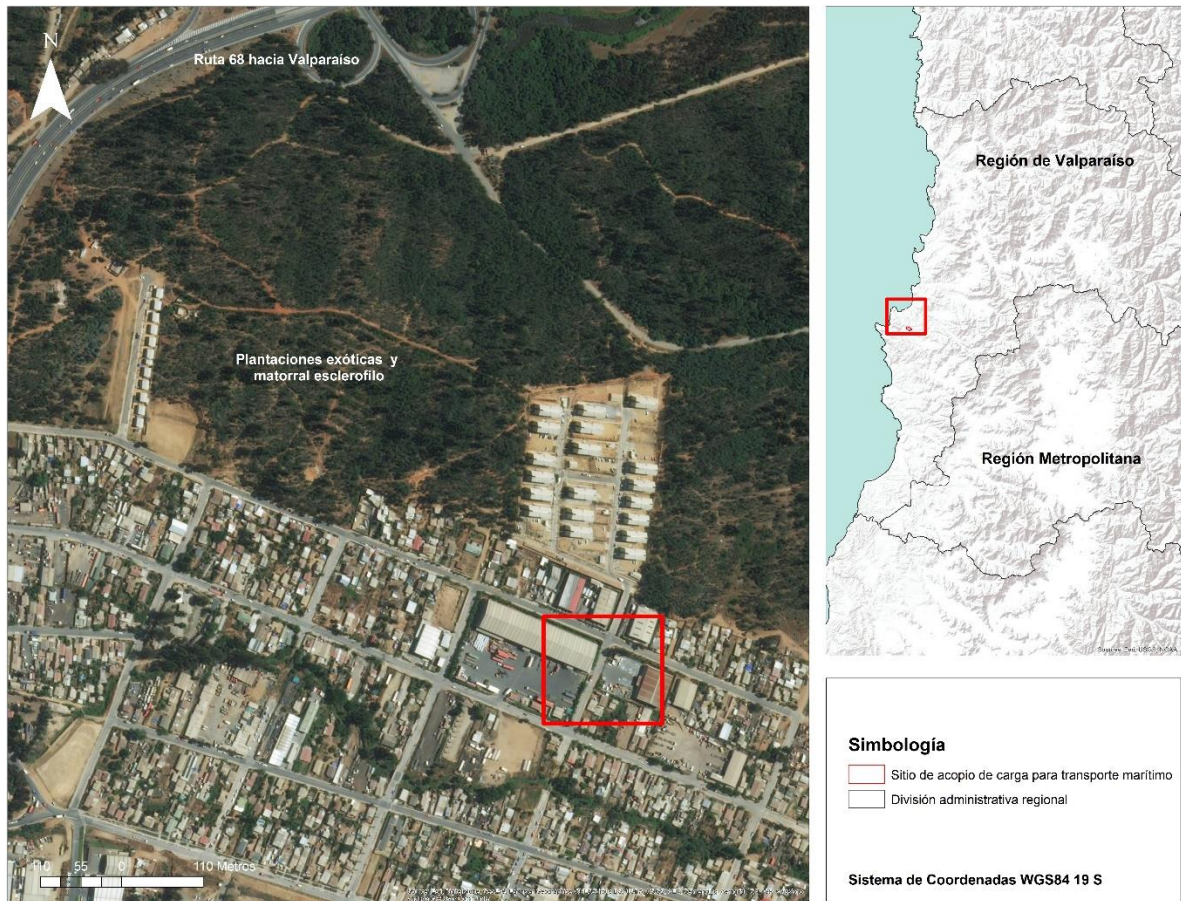 N
Ruta 68 hacia Valparaíso
Plantaciones exóticas y
matorral esclerofilo
110 55 0 110 Metros
Región de Valparaíso
Región Metropolitana
Simbología
Sitio de acopio de carga para transporte marítimo
División administrativa regional
Sistema de Coordenadas WGS84 19 S